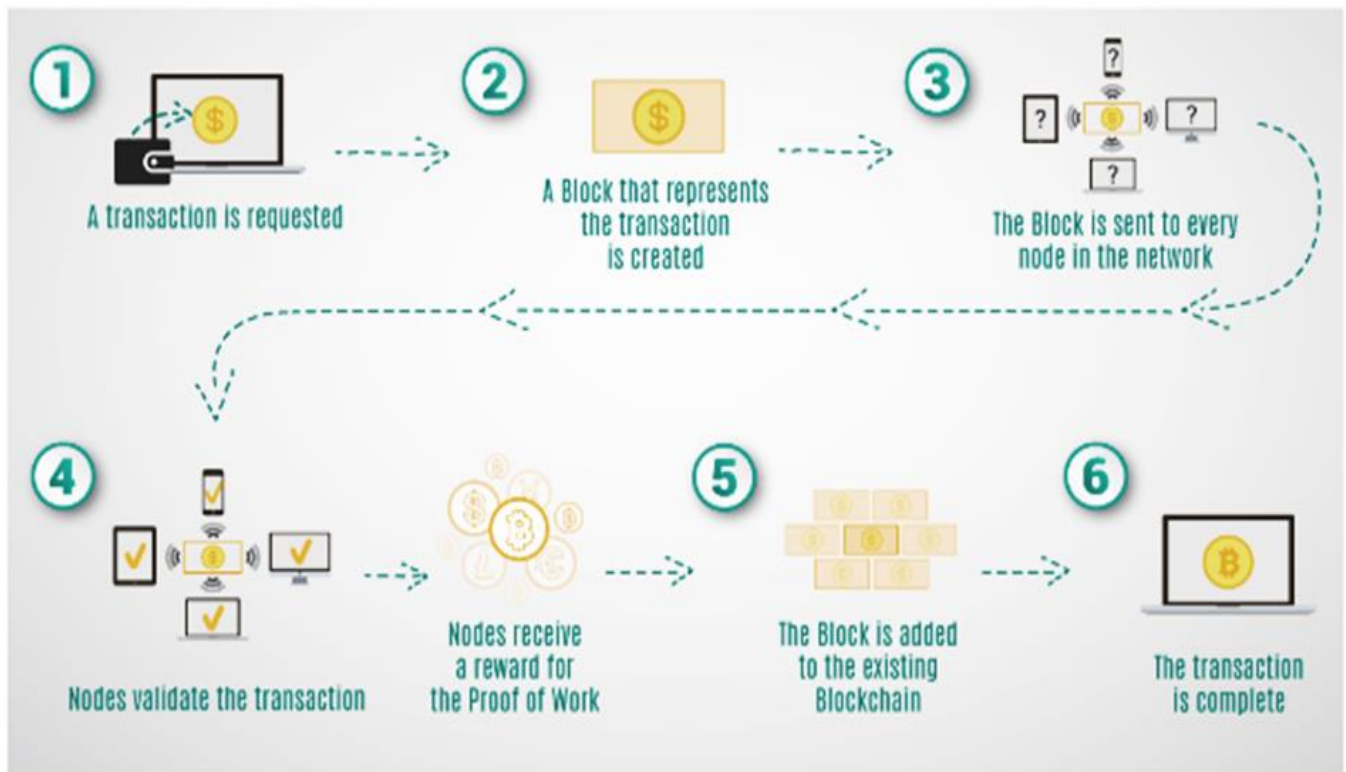 1
A transaction is requested
2
A Block that represents
the transaction
is created
3
The Block is sent to every
node in the network
4
Nodes validate the transaction
Nodes receive
a reward for
the Proof of Work
5
The Block is added
to the existing
Blockchain
6
The transaction
is complete